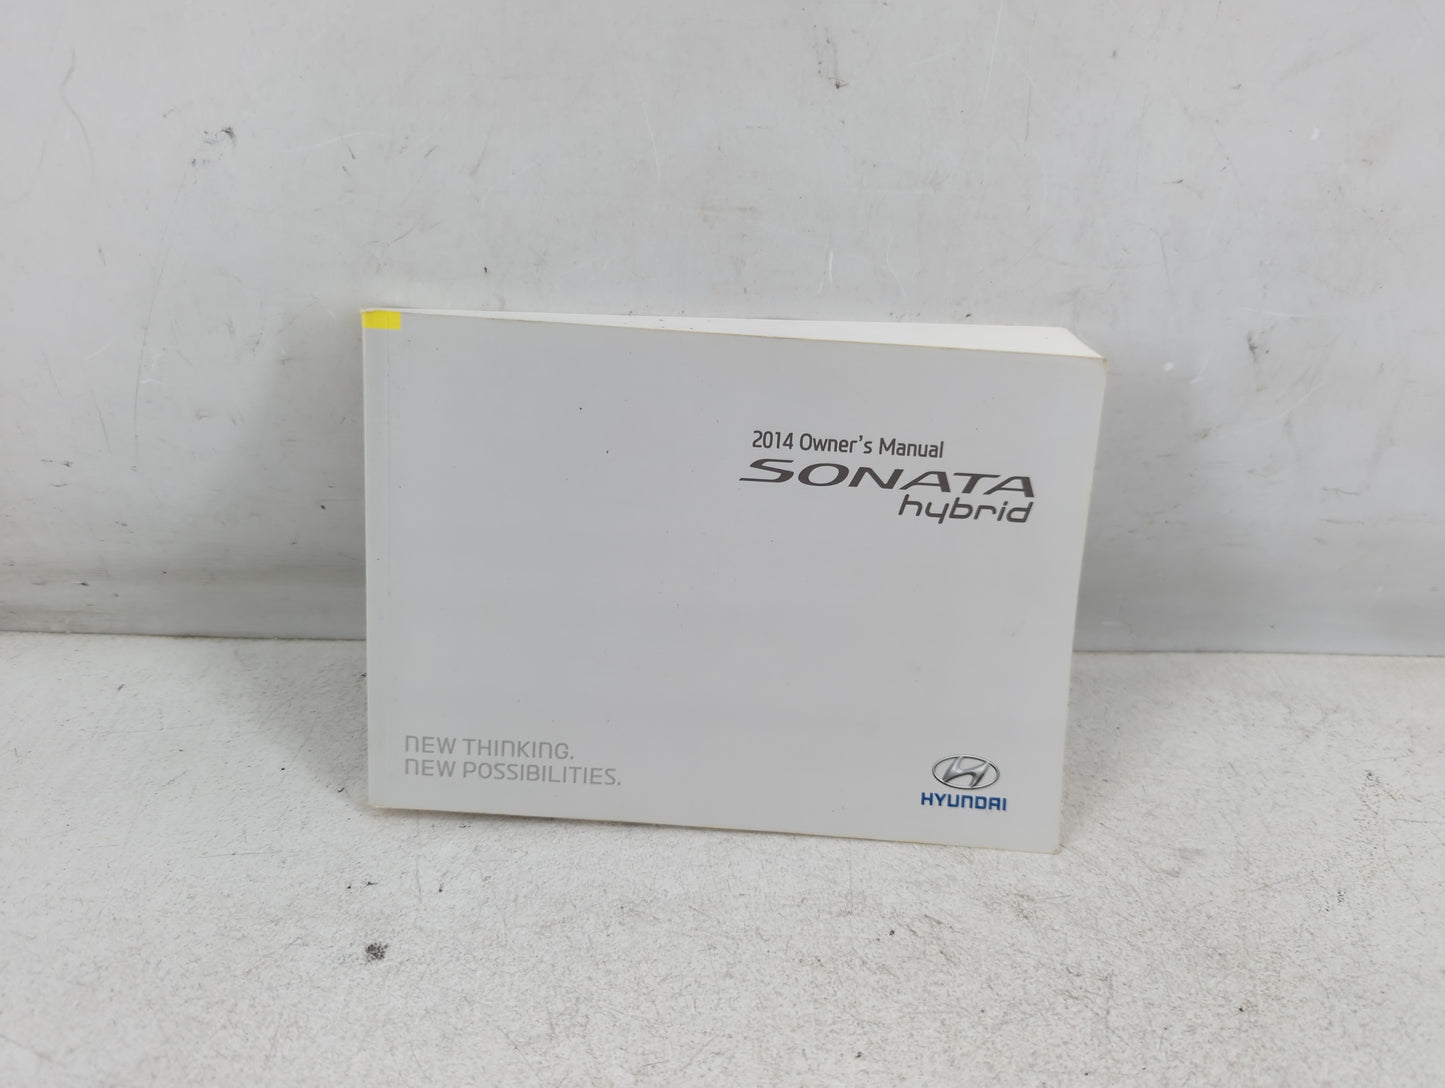 2014 Owner's Manual
SONATA
hybrid
NEW THINKING.
NEW POSSIBILITIES.
HYUNDAI